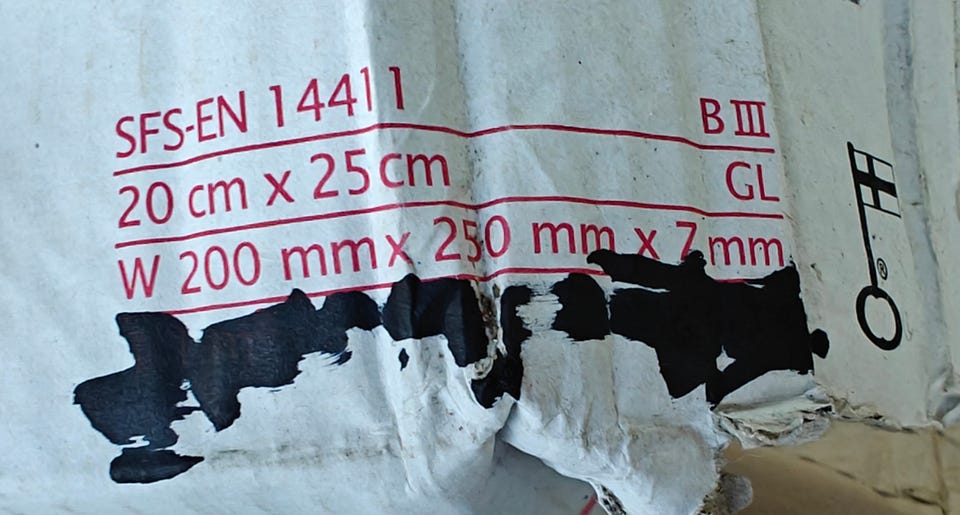 SFS-EN 14411 B III
20 cm x 25 cm GL
W 200 mm x 250 mm x 7 mm
®